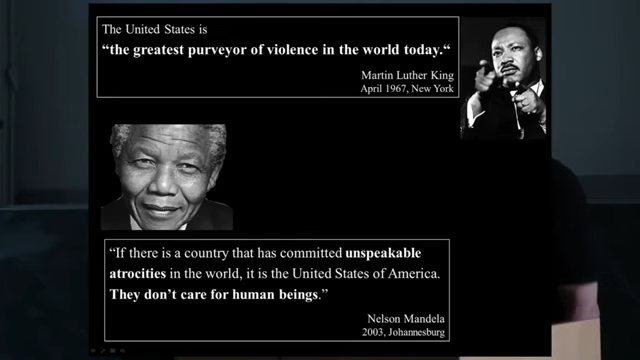 The United States is
“the greatest purveyor of violence in the world today.“
Martin Luther King
April 1967, New York
“If there is a country that has committed unspeakable
atrocities in the world, it is the United States of America.
They don’t care for human beings.”
Nelson Mandela
2003, Johannesburg